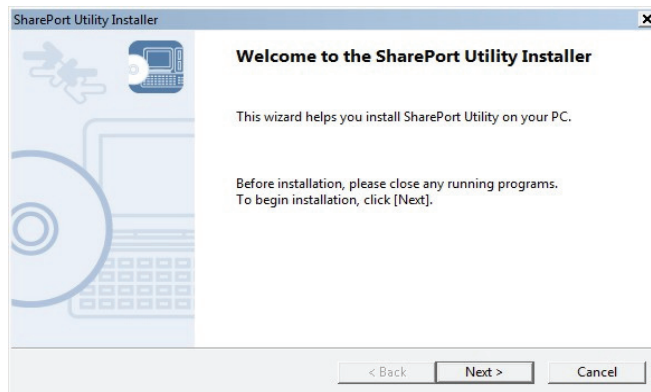 SharePort Utility Installer
Welcome to the SharePort Utility Installer
This wizard helps you install SharePort Utility on your PC.
Before installation, please close any running programs.
To begin installation, click [Next].
< Back
Next >
Cancel